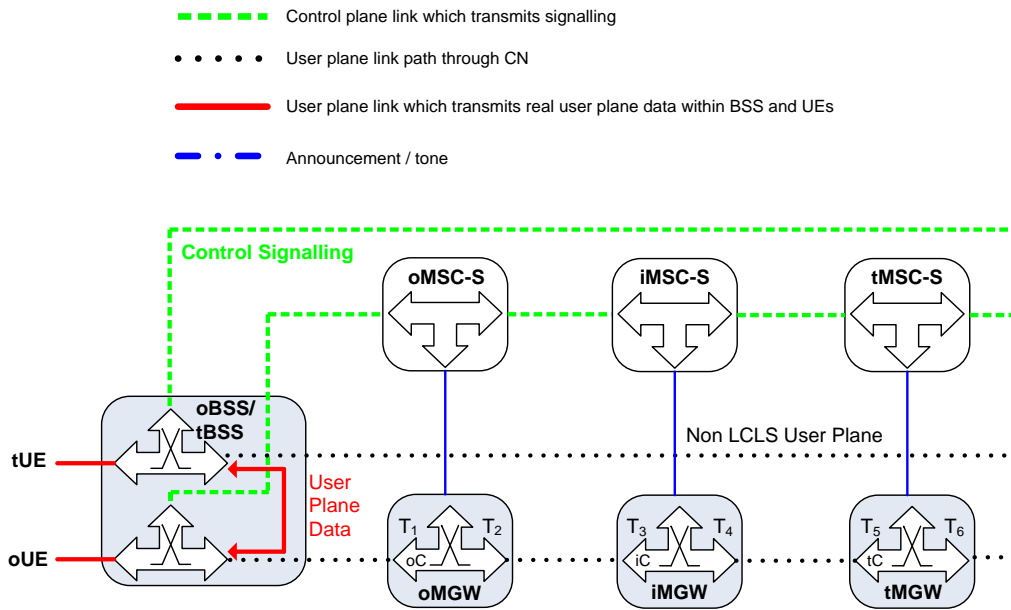 Control plane link which transmits signalling
User plane link path through CN
User plane link which transmits real user plane data within BSS and UEs
Announcement / tone
Control Signalling
oMSC-S
iMSC-S
tMSC-S
oBSS/
tBSS
Non LCLS User Plane
tUE
User
Plane
Data
T1 T2
T3 T4
T5 T6
oUE
oC
iC
tC
oMGW
iMGW
tMGW